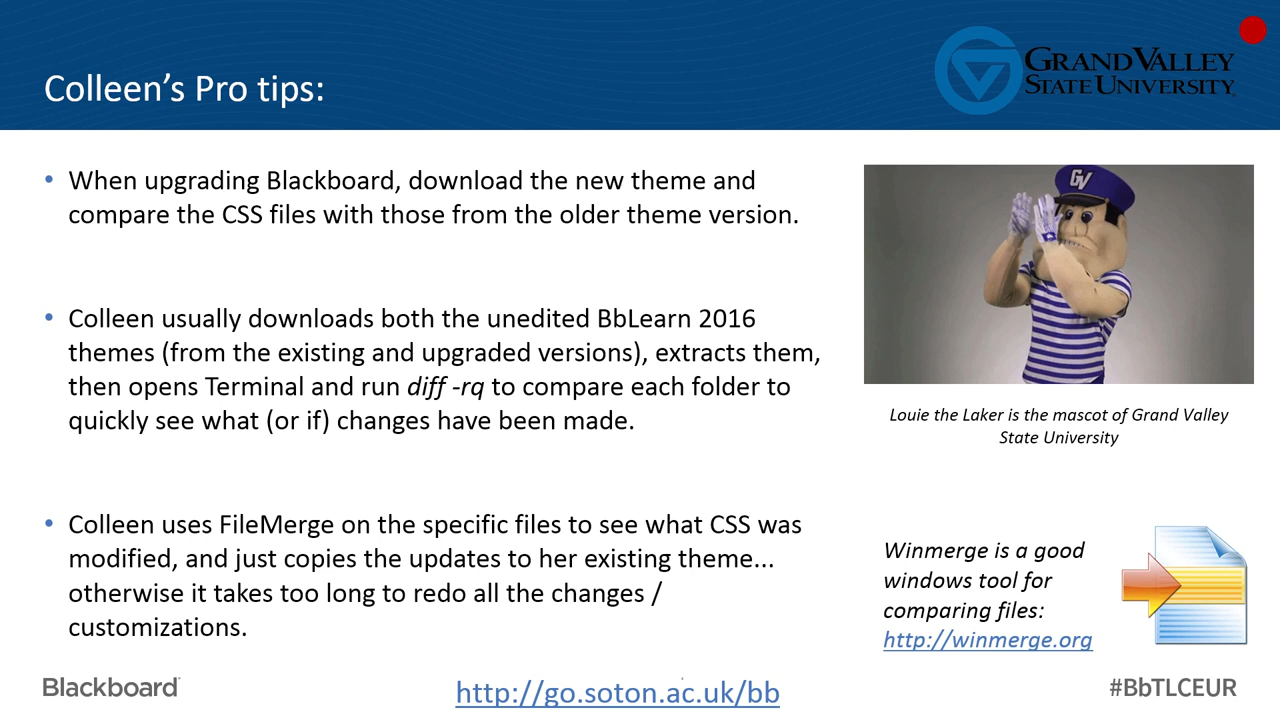 Colleen's Pro tips:
GRAND VALLEY
STATE UNIVERSITY
• When upgrading Blackboard, download the new theme and
compare the CSS files with those from the older theme version.
• Colleen usually downloads both the unedited BbLearn 2016
themes (from the existing and upgraded versions), extracts them,
then opens Terminal and run diff -rq to compare each folder to
quickly see what (or if) changes have been made.
• Colleen uses FileMerge on the specific files to see what CSS was
modified, and just copies the updates to her existing theme...
otherwise it takes too long to redo all the changes /
customizations.
GV
Louie the Laker is the mascot of Grand Valley
State University
Winmerge is a good
windows tool for
comparing files:
http://winmerge.org
Blackboard
http://go.soton.ac.uk/bb
#BbTLCEUR